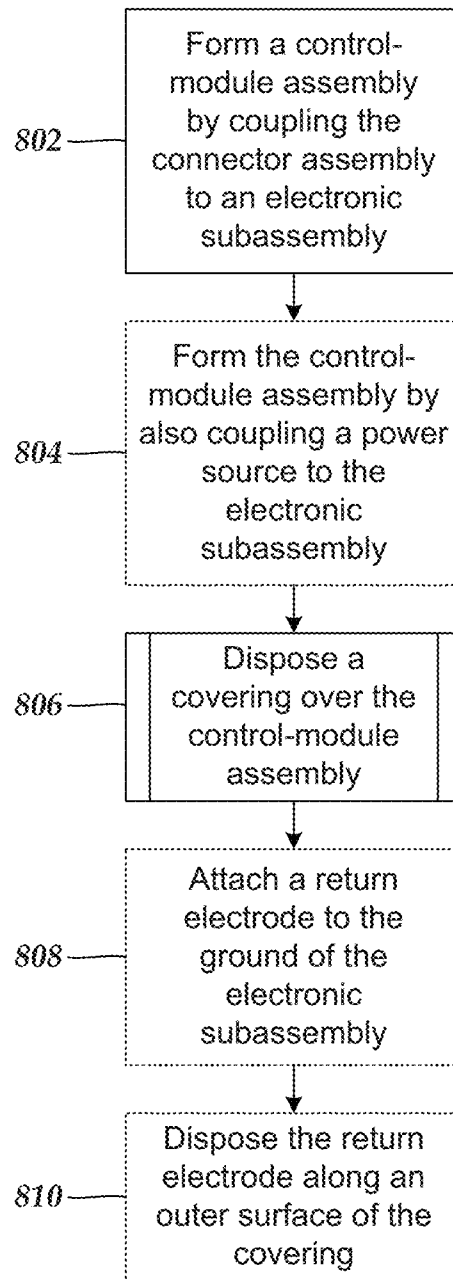 Form a control-
module assembly
by coupling the
connector assembly
to an electronic
subassembly
802
Form the control-
module assembly by
also coupling a power
source to the
electronic
subassembly
804
Dispose a
covering over the
control-module
assembly
806
Attach a return
electrode to the
ground of the
electronic
subassembly
808
Dispose the return
electrode along an
outer surface of the
covering
810